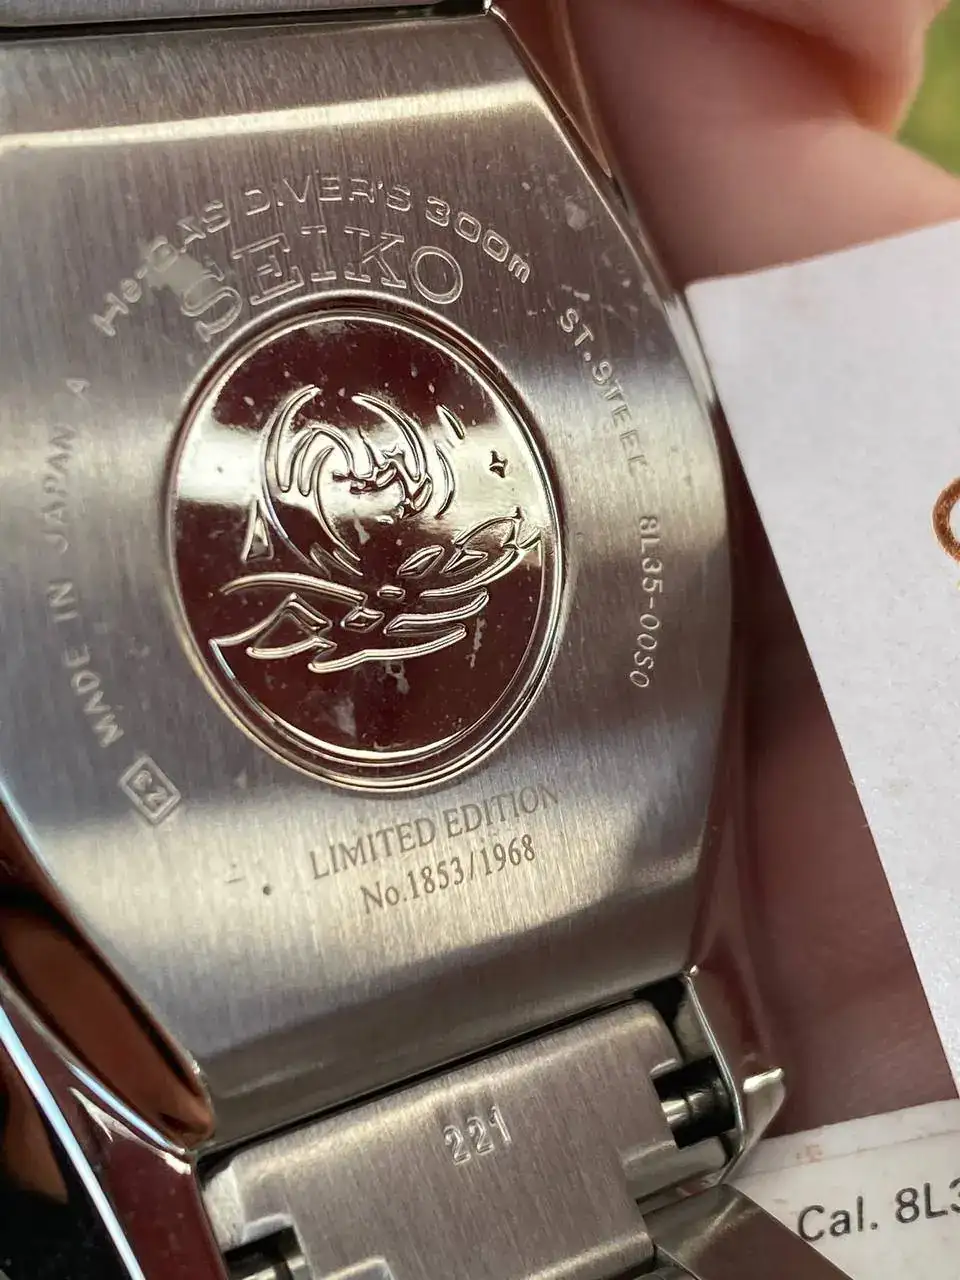 He-GAS DIVER'S 300m
SEIKO
ST.STEEL 8L35-00S0
MADE IN JAPAN A
LIMITED EDITION
No.1853/1968
221
Cal. 8L3